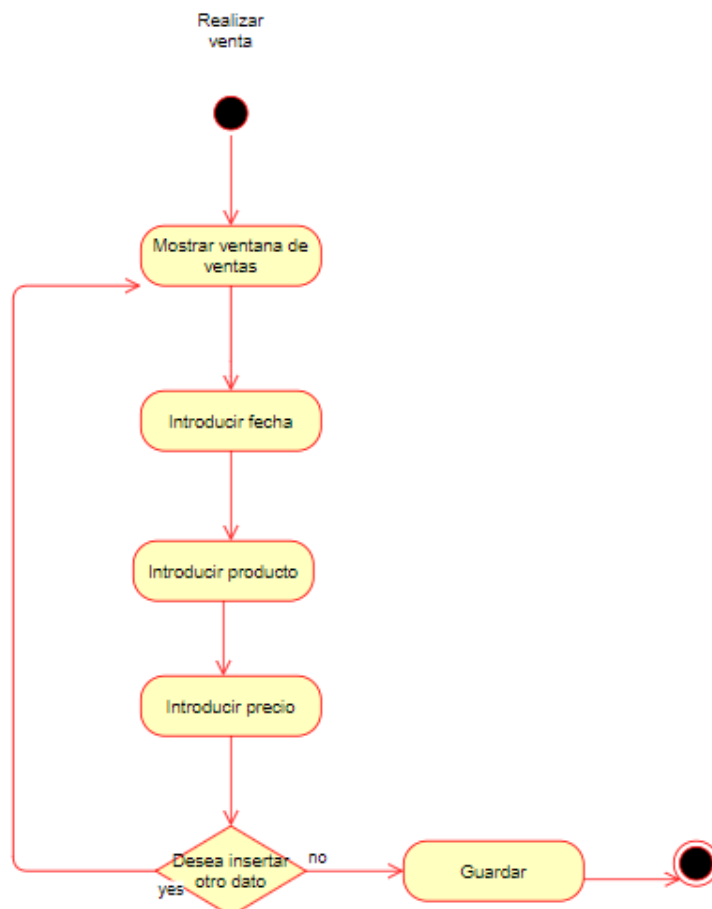 Realizar
venta
Mostrar ventana de
ventas
Introducir fecha
Introducir producto
Introducir precio
Desea insertar
otro dato
no
yes
Guardar